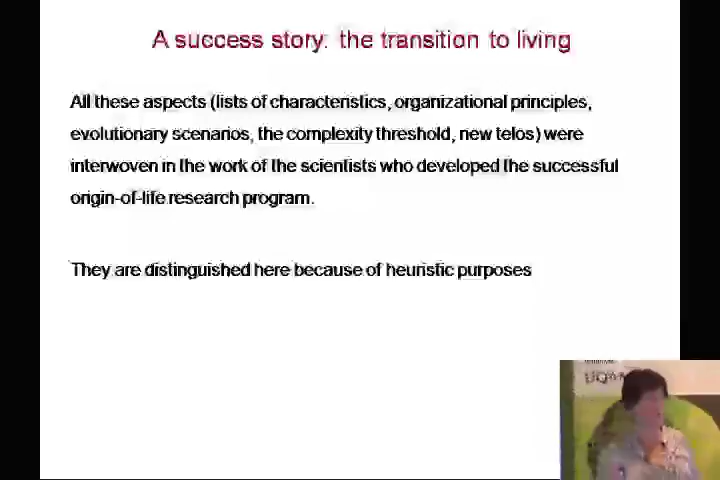 A success story: the transition to living
All these aspects (lists of characteristics, organizational principles,
evolutionary scenarios, the complexity threshold, new telos) were
interwoven in the work of the scientists who developed the successful
origin-of-life research program.
They are distinguished here because of heuristic purposes